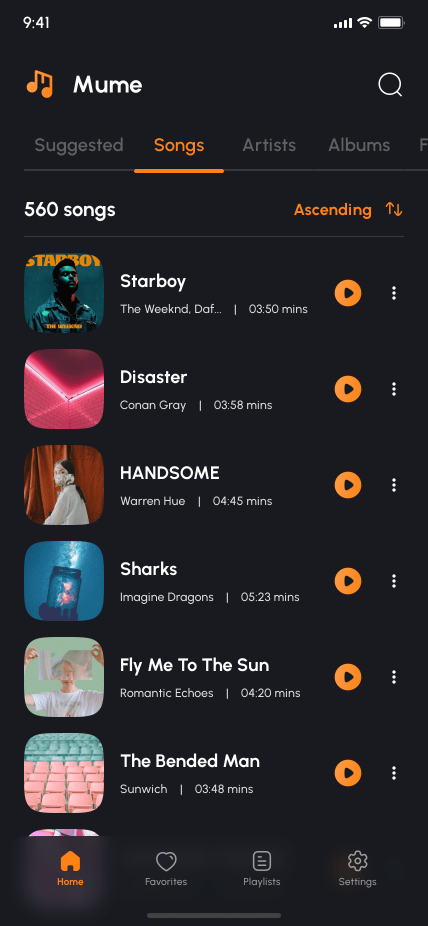 9:41
Mume
Suggested Songs Artists Albums F
560 songs Ascending
STARBOY
THE WEEKND
Starboy
The Weeknd, Daf... | 03:50 mins
Disaster
Conan Gray | 03:58 mins
HANDSOME
Warren Hue | 04:45 mins
Sharks
Imagine Dragons | 05:23 mins
Fly Me To The Sun
Romantic Echoes | 04:20 mins
The Bended Man
Sunwich | 03:48 mins
Home Favorites Playlists Settings